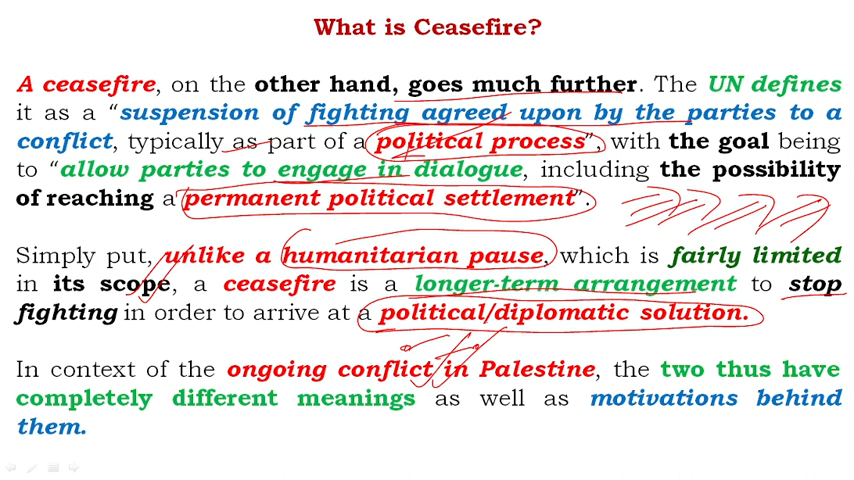 What is Ceasefire?
A ceasefire, on the other hand, goes much further. The UN defines
it as a “suspension of fighting agreed upon by the parties to a
conflict, typically as part of a political process”, with the goal being
to “allow parties to engage in dialogue, including the possibility
of reaching a permanent political settlement”.
Simply put, unlike a humanitarian pause, which is fairly limited
in its scope, a ceasefire is a longer-term arrangement to stop
fighting in order to arrive at a political/diplomatic solution.
In context of the ongoing conflict in Palestine, the two thus have
completely different meanings as well as motivations behind
them.